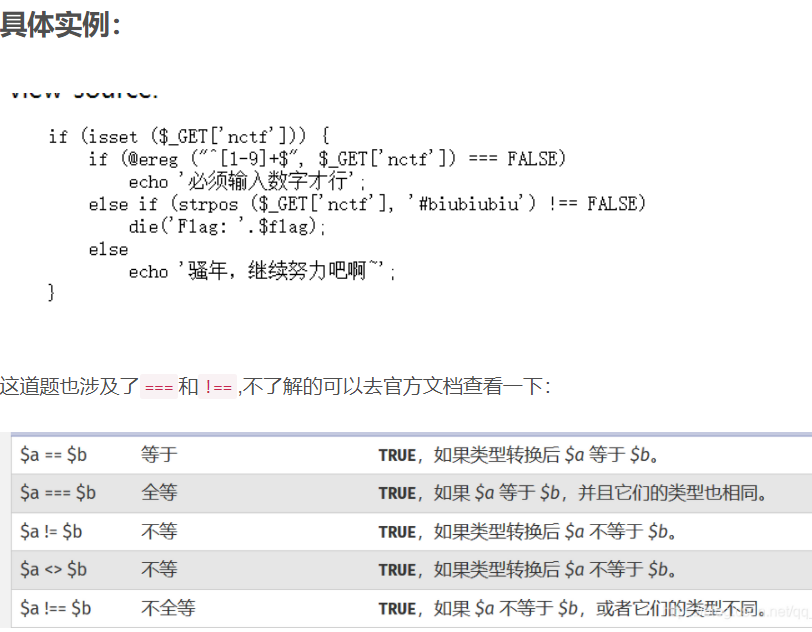 具体实例：
view-source:
if (isset ($_GET['nctf'])) {
if (@ereg ("^[1-9]+$", $_GET['nctf']) === FALSE)
echo '必须输入数字才行';
else if (strpos ($_GET['nctf'], '#biubiubiu') !== FALSE)
die('Flag: '.$flag);
else
echo '骚年，继续努力吧啊~';
}
这道题也涉及了 === 和 !== ,不了解的可以去官方文档查看一下：
$a == $b 等于 TRUE，如果类型转换后 $a 等于 $b。
$a === $b 全等 TRUE，如果 $a 等于 $b，并且它们的类型也相同。
$a != $b 不等 TRUE，如果类型转换后 $a 不等于 $b。
$a <> $b 不等 TRUE，如果类型转换后 $a 不等于 $b。
$a !== $b 不全等 TRUE，如果 $a 不等于 $b，或者它们的类型不同。